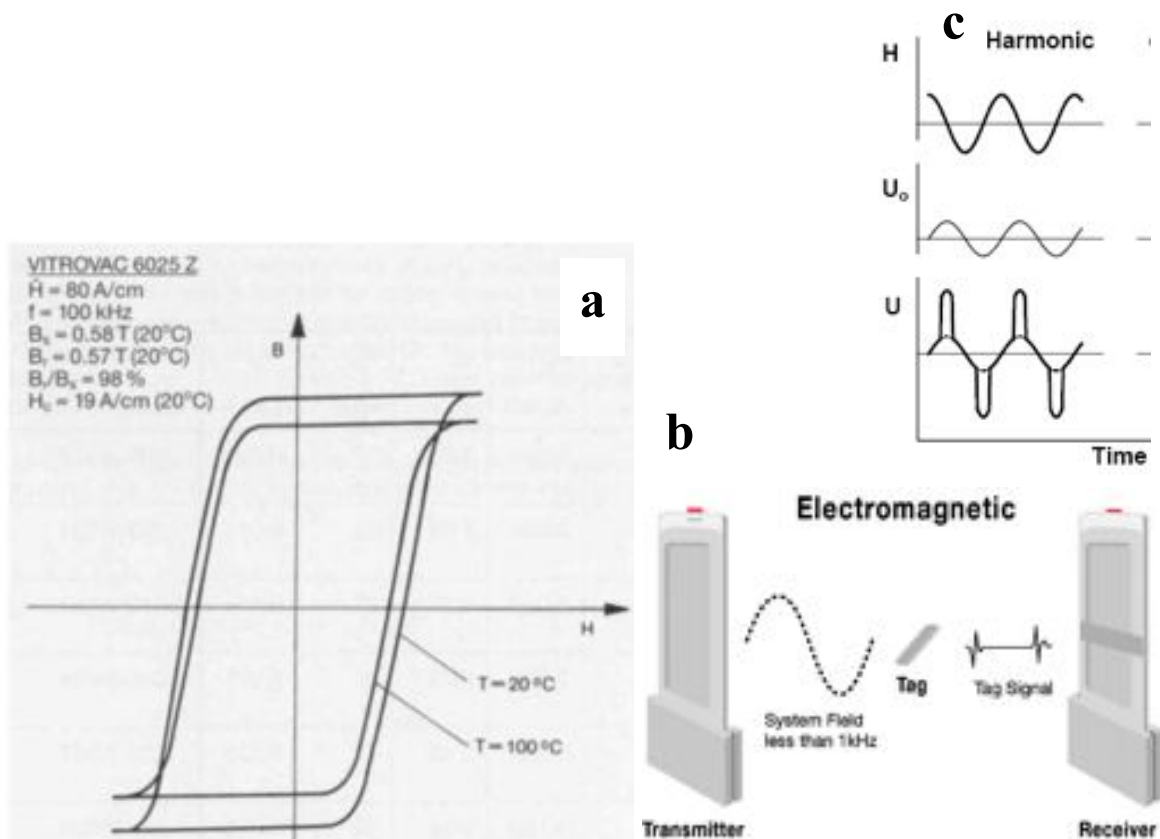 c
Harmonic
H
Uₒ
U
Time
VITROVAC 6025 Z
Ĥ = 80 A/cm
f = 100 kHz
Bₛ = 0.58 T (20°C)
Bᵣ = 0.57 T (20°C)
Bᵣ/Bₛ = 98 %
H꜀ = 19 A/cm (20°C)
a
B
H
T = 20 °C
T = 100 °C
b
Electromagnetic
Tag
Tag Signal
System Field
less than 1kHz
Transmitter
Receiver